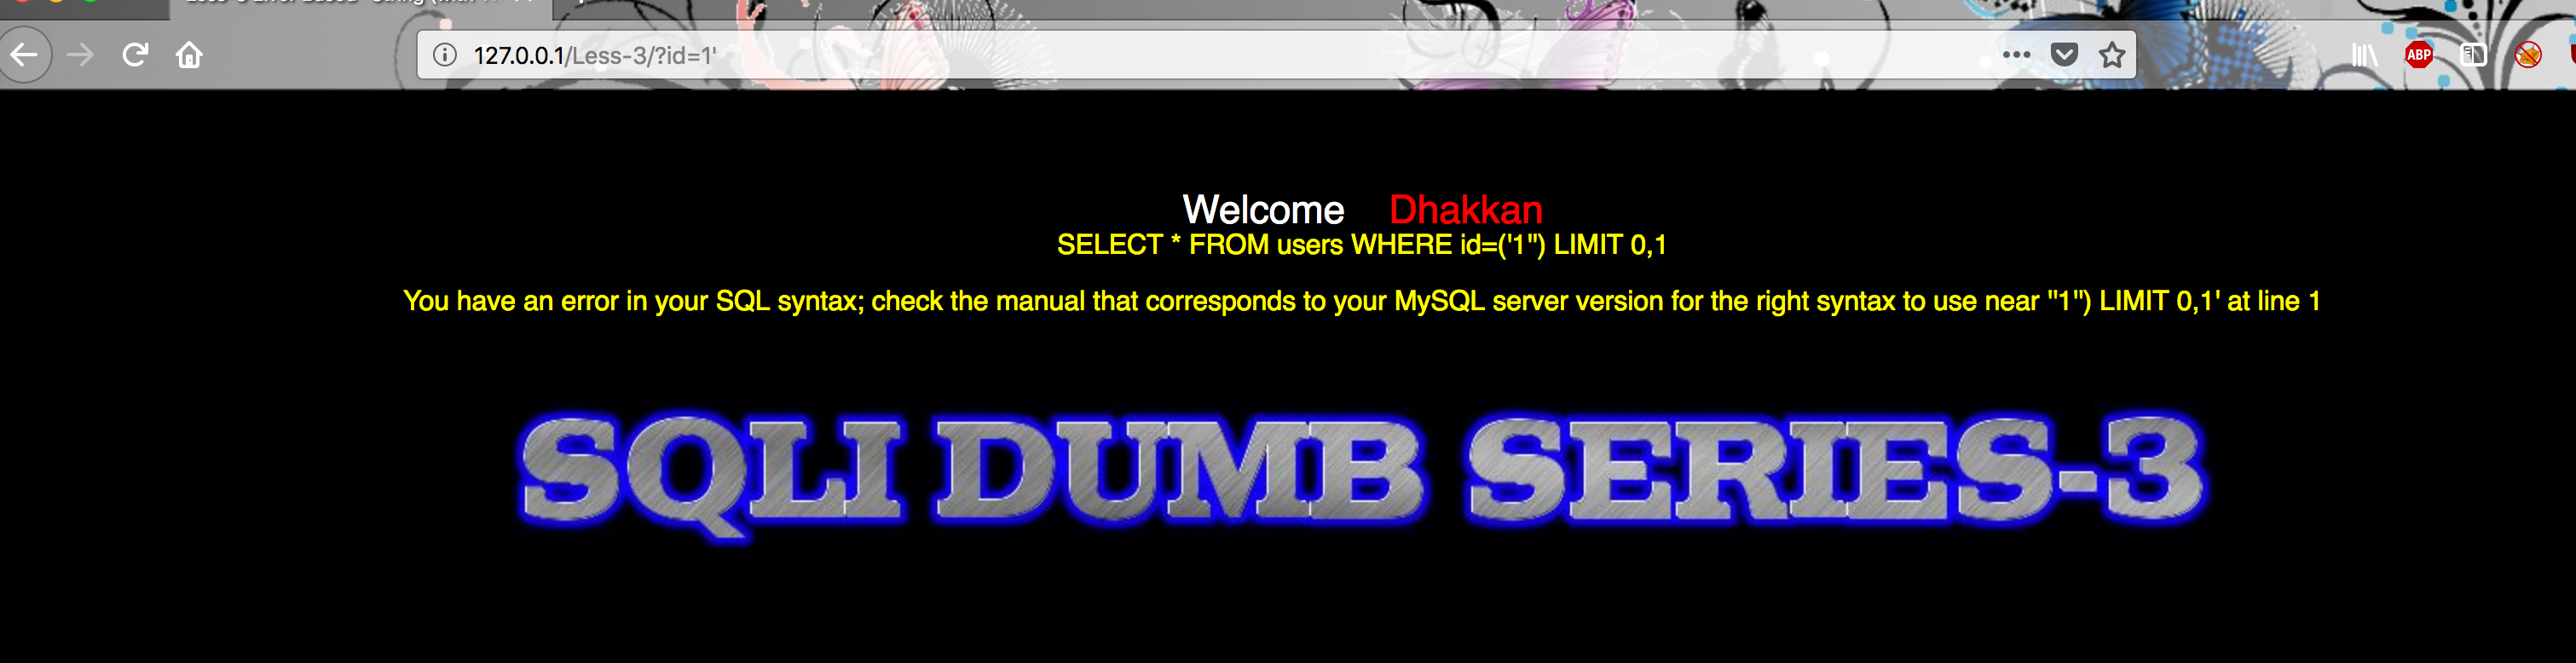 127.0.0.1/Less-3/?id=1'
ABP
Welcome Dhakkan
SELECT * FROM users WHERE id=('1'') LIMIT 0,1
You have an error in your SQL syntax; check the manual that corresponds to your MySQL server version for the right syntax to use near ''1'') LIMIT 0,1' at line 1
SQLI DUMB SERIES-3